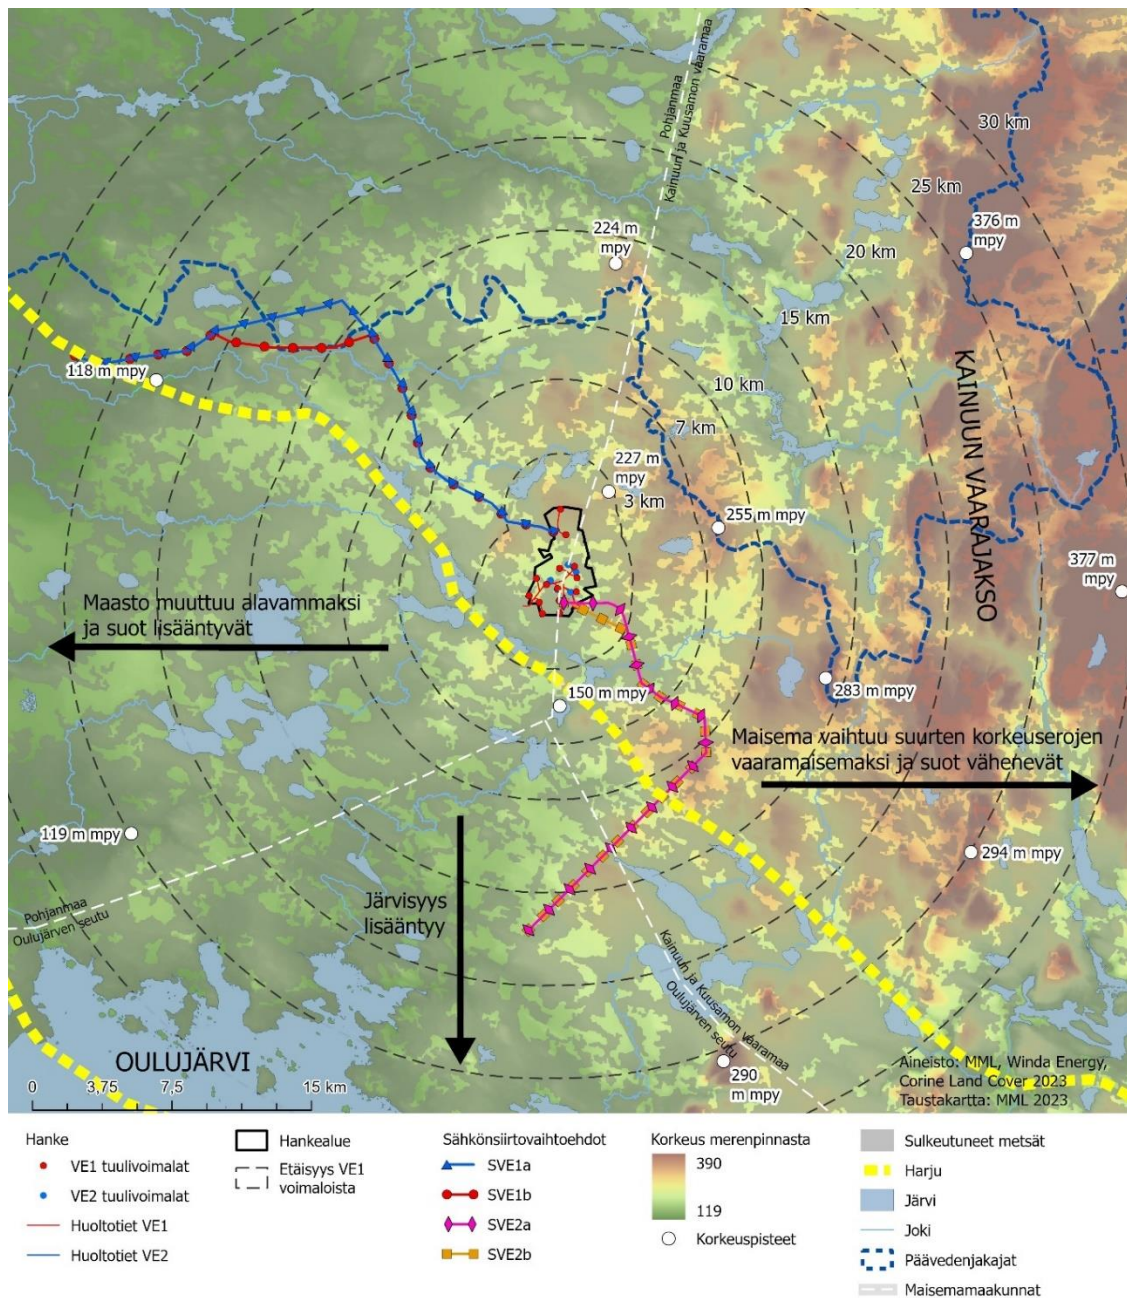 Pohjanmaa
Kainuun ja Kuusamon vaaramaa
30 km
25 km
376 m
mpy
224 m
mpy
20 km
15 km
118 m mpy
10 km
KAINUUN VAARAJAKSO
7 km
227 m
mpy
3 km
255 m mpy
377 m
mpy
Maasto muuttuu alavammaksi
ja suot lisääntyvät
283 m mpy
150 m mpy
Maisema vaihtuu suurten korkeuserojen
vaaramaisemaksi ja suot vähenevät
119 m mpy
294 m mpy
Järvisyys
lisääntyy
Pohjanmaa
Oulujärven seutu
Kainuun ja Kuusamon vaaramaa
Oulujärven seutu
OULUJÄRVI
290
m mpy
Aineisto: MML, Winda Energy,
Corine Land Cover 2023
Taustakartta: MML 2023
0 3,75 7,5 15 km
Hanke
VE1 tuulivoimalat
VE2 tuulivoimalat
Huoltotiet VE1
Huoltotiet VE2
Hankealue
Etäisyys VE1
voimaloista
Sähkönsiirtovaihtoehdot
SVE1a
SVE1b
SVE2a
SVE2b
Korkeus merenpinnasta
390
119
Korkeuspisteet
Sulkeutuneet metsät
Harju
Järvi
Joki
Päävedenjakajat
Maisemamaakunnat